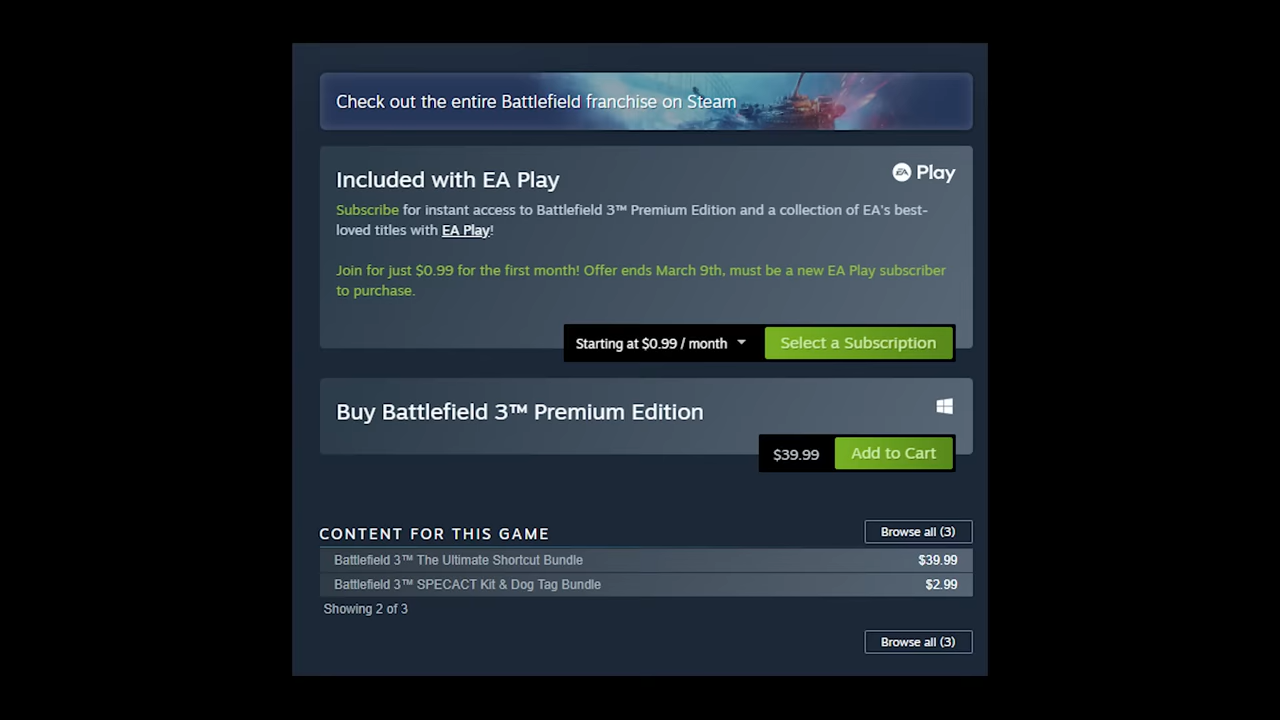 Check out the entire Battlefield franchise on Steam
Included with EA Play
EA Play
Subscribe for instant access to Battlefield 3™ Premium Edition and a collection of EA's best-
loved titles with EA Play!
Join for just $0.99 for the first month! Offer ends March 9th, must be a new EA Play subscriber
to purchase.
Starting at $0.99 / month Select a Subscription
Buy Battlefield 3™ Premium Edition
$39.99 Add to Cart
CONTENT FOR THIS GAME Browse all (3)
Battlefield 3™ The Ultimate Shortcut Bundle $39.99
Battlefield 3™ SPECACT Kit & Dog Tag Bundle $2.99
Showing 2 of 3
Browse all (3)